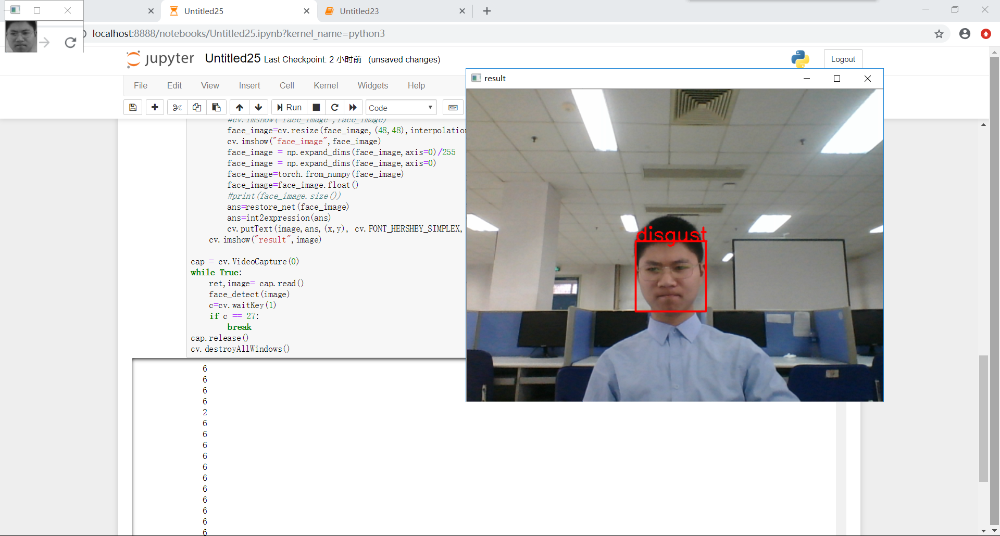 Untitled25
Untitled23
localhost:8888/notebooks/Untitled25.ipynb?kernel_name=python3
jupyter Untitled25 Last Checkpoint: 2 小时前 (unsaved changes)
Logout
File Edit View Insert Cell Kernel Widgets Help
Run Code
result
#cv.imshow("face_image",face_image)
face_image=cv.resize(face_image,(48,48),interpolation
cv.imshow("face_image",face_image)
face_image = np.expand_dims(face_image,axis=0)/255
face_image = np.expand_dims(face_image,axis=0)
face_image=torch.from_numpy(face_image)
face_image=face_image.float()
#print(face_image.size())
ans=restore_net(face_image)
ans=int2expression(ans)
cv.putText(image,ans,(x,y), cv.FONT_HERSHEY_SIMPLEX,
cv.imshow("result",image)
cap = cv.VideoCapture(0)
while True:
ret,image= cap.read()
face_detect(image)
c=cv.waitKey(1)
if c == 27:
break
cap.release()
cv.destroyAllWindows()
disgust
6
6
6
6
2
6
6
6
6
6
6
6
6
6
6
6